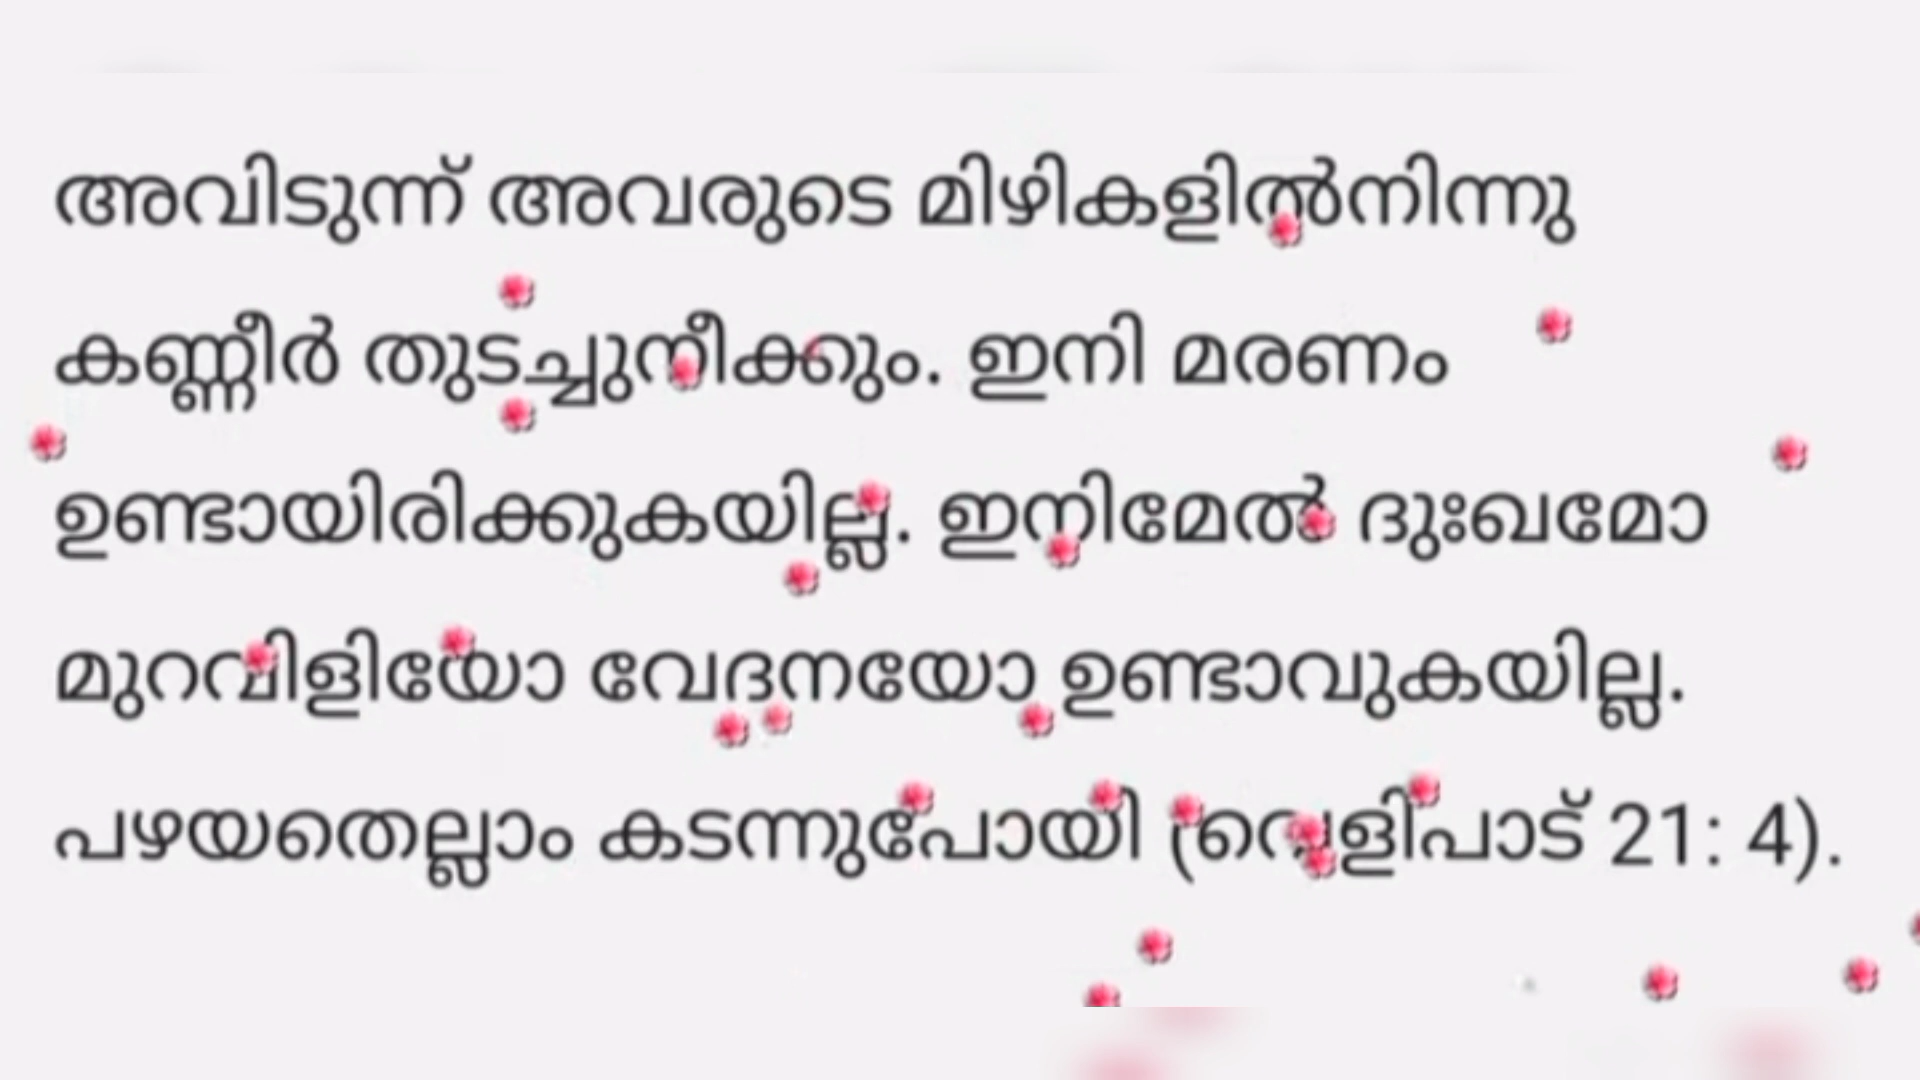 അവിടുന്ന് അവരുടെ മിഴികളിൽനിന്നു
കണ്ണീർ തുടച്ചുനീക്കും. ഇനി മരണം
ഉണ്ടായിരിക്കുകയില്ല. ഇനിമേൽ ദുഃഖമോ
മുറവിളിയോ വേദനയോ ഉണ്ടാവുകയില്ല.
പഴയതെല്ലാം കടന്നുപോയി (വെളിപാട് 21: 4).